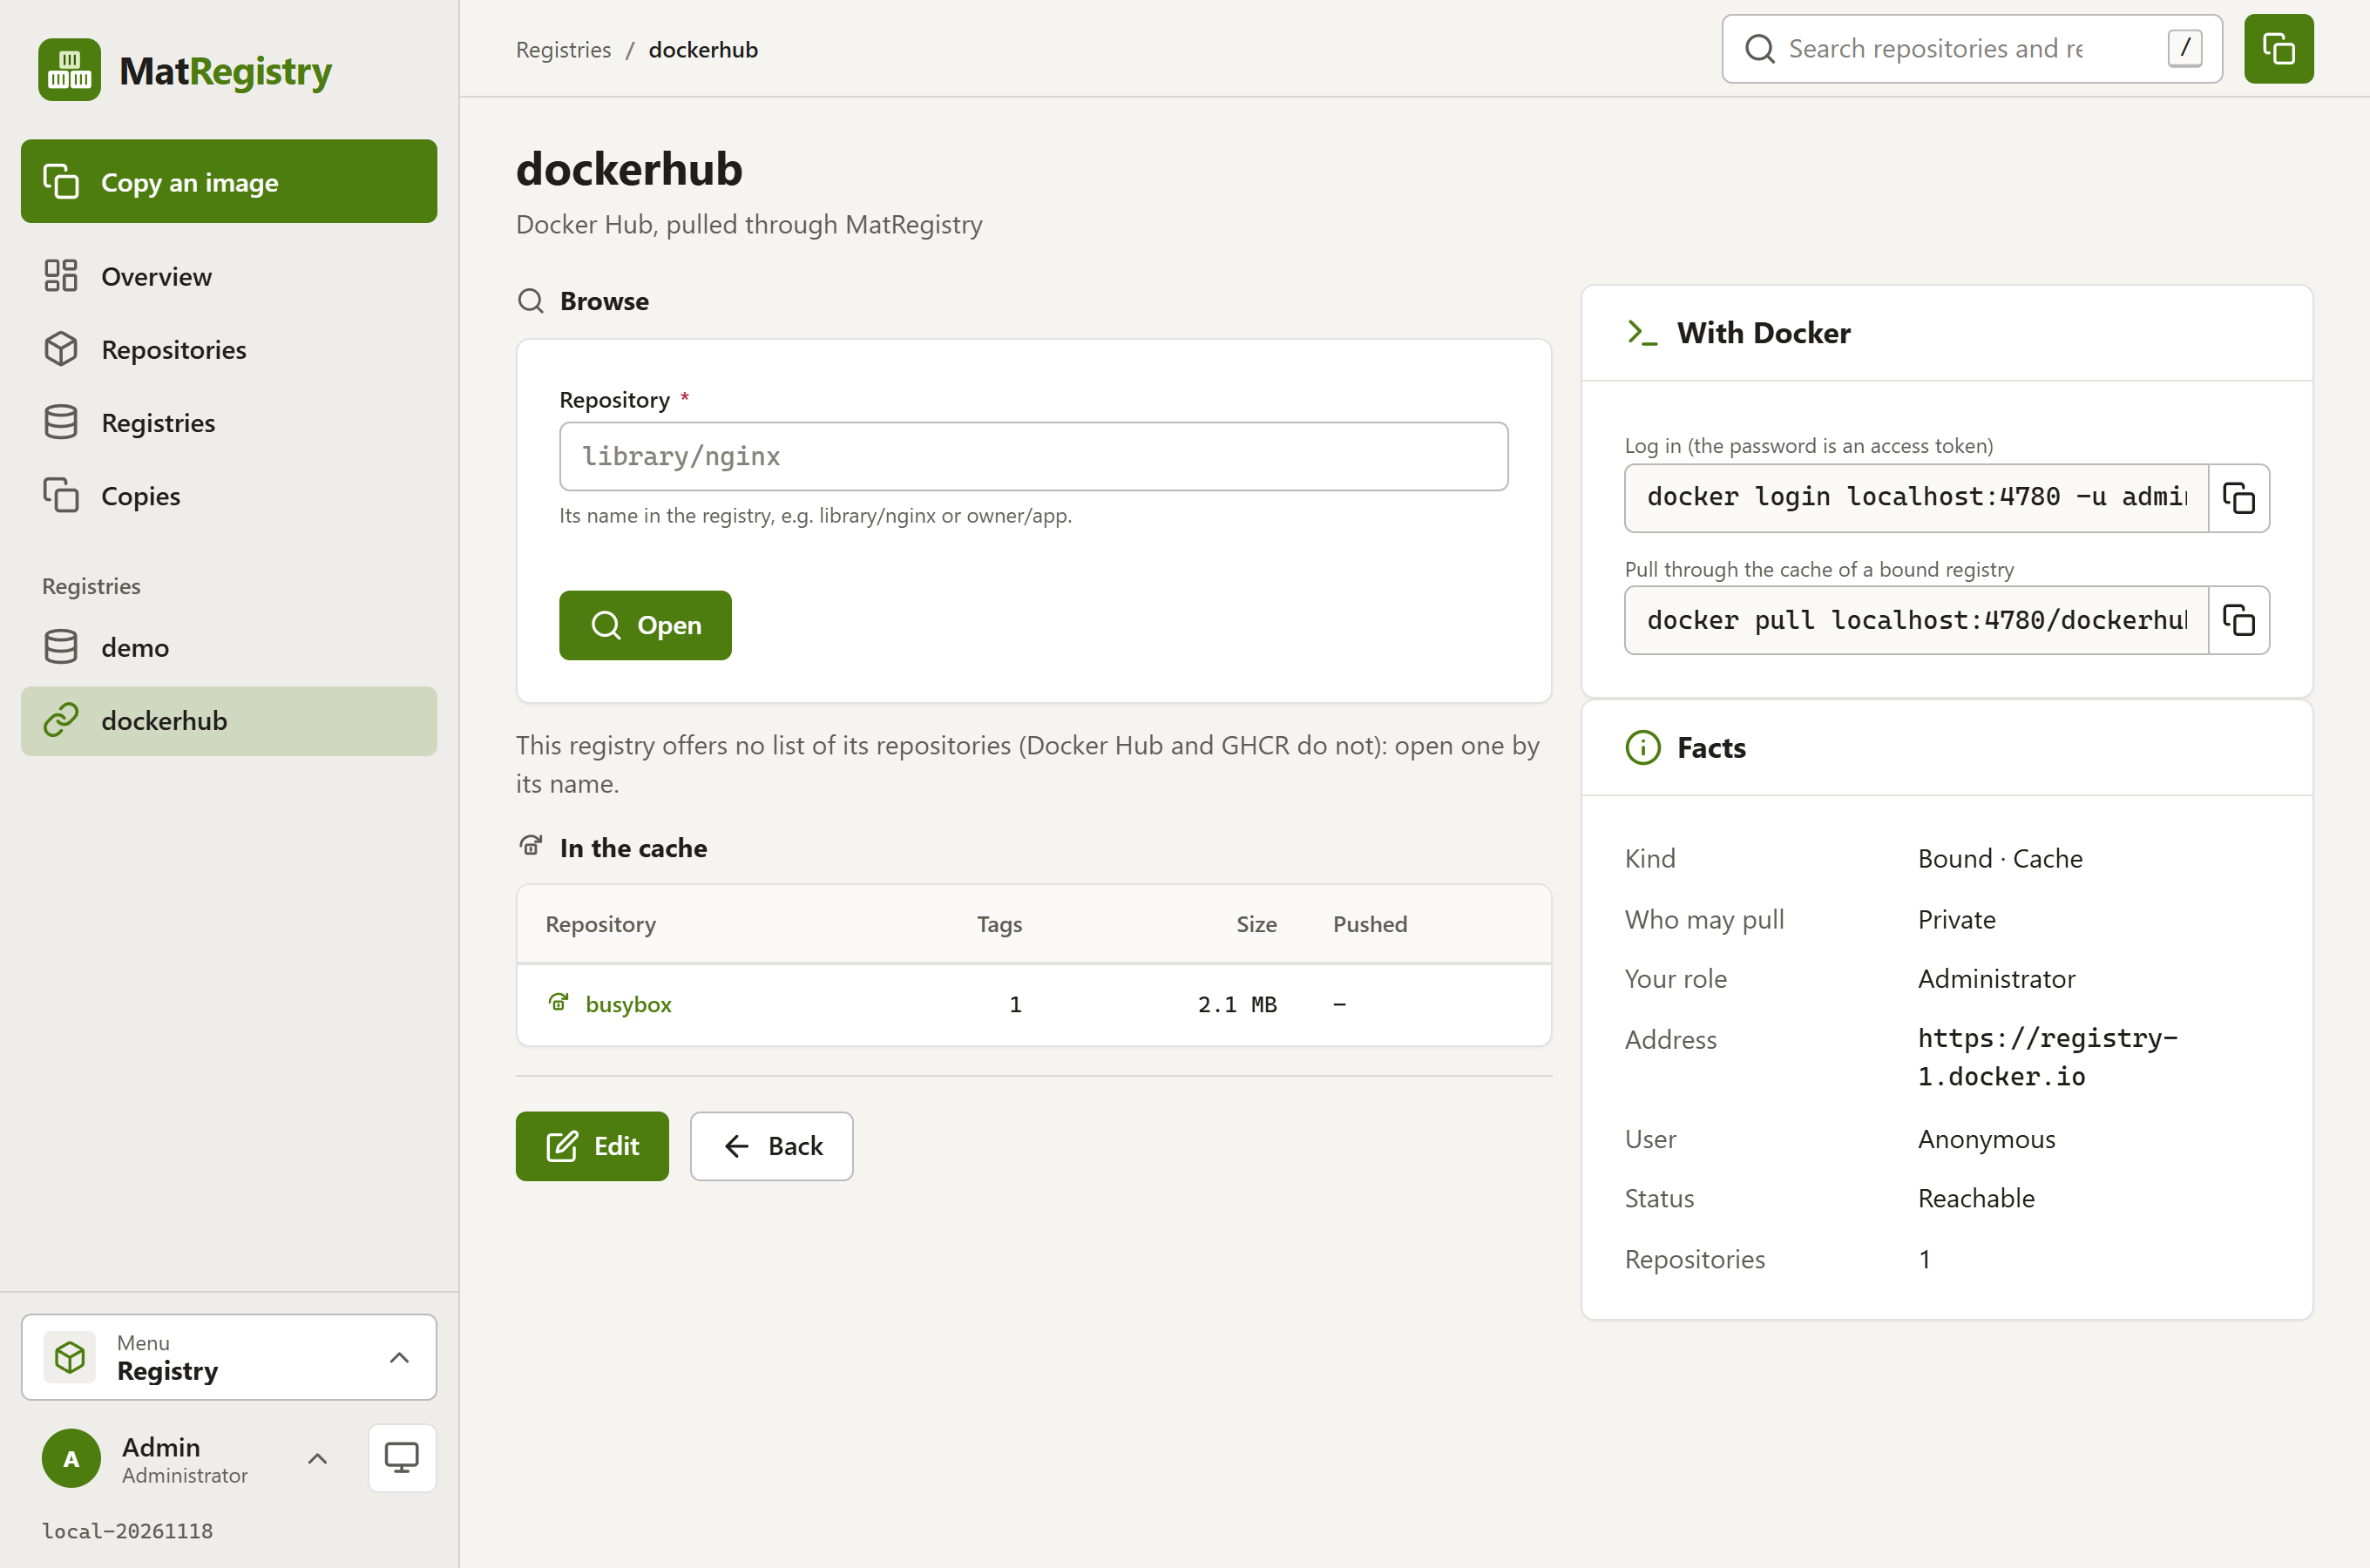 MatRegistry
Copy an image
Overview
Repositories
Registries
Copies
Registries
demo
dockerhub
Menu
Registry
A
Admin
Administrator
local-20261118
Registries / dockerhub
Search repositories and re
/
dockerhub
Docker Hub, pulled through MatRegistry
Browse
Repository *
library/nginx
Its name in the registry, e.g. library/nginx or owner/app.
Open
This registry offers no list of its repositories (Docker Hub and GHCR do not): open one by
its name.
In the cache
Repository Tags Size Pushed
busybox 1 2.1 MB –
Edit
Back
With Docker
Log in (the password is an access token)
docker login localhost:4780 -u admin
Pull through the cache of a bound registry
docker pull localhost:4780/dockerhub
Facts
Kind Bound · Cache
Who may pull Private
Your role Administrator
Address https://registry-
1.docker.io
User Anonymous
Status Reachable
Repositories 1